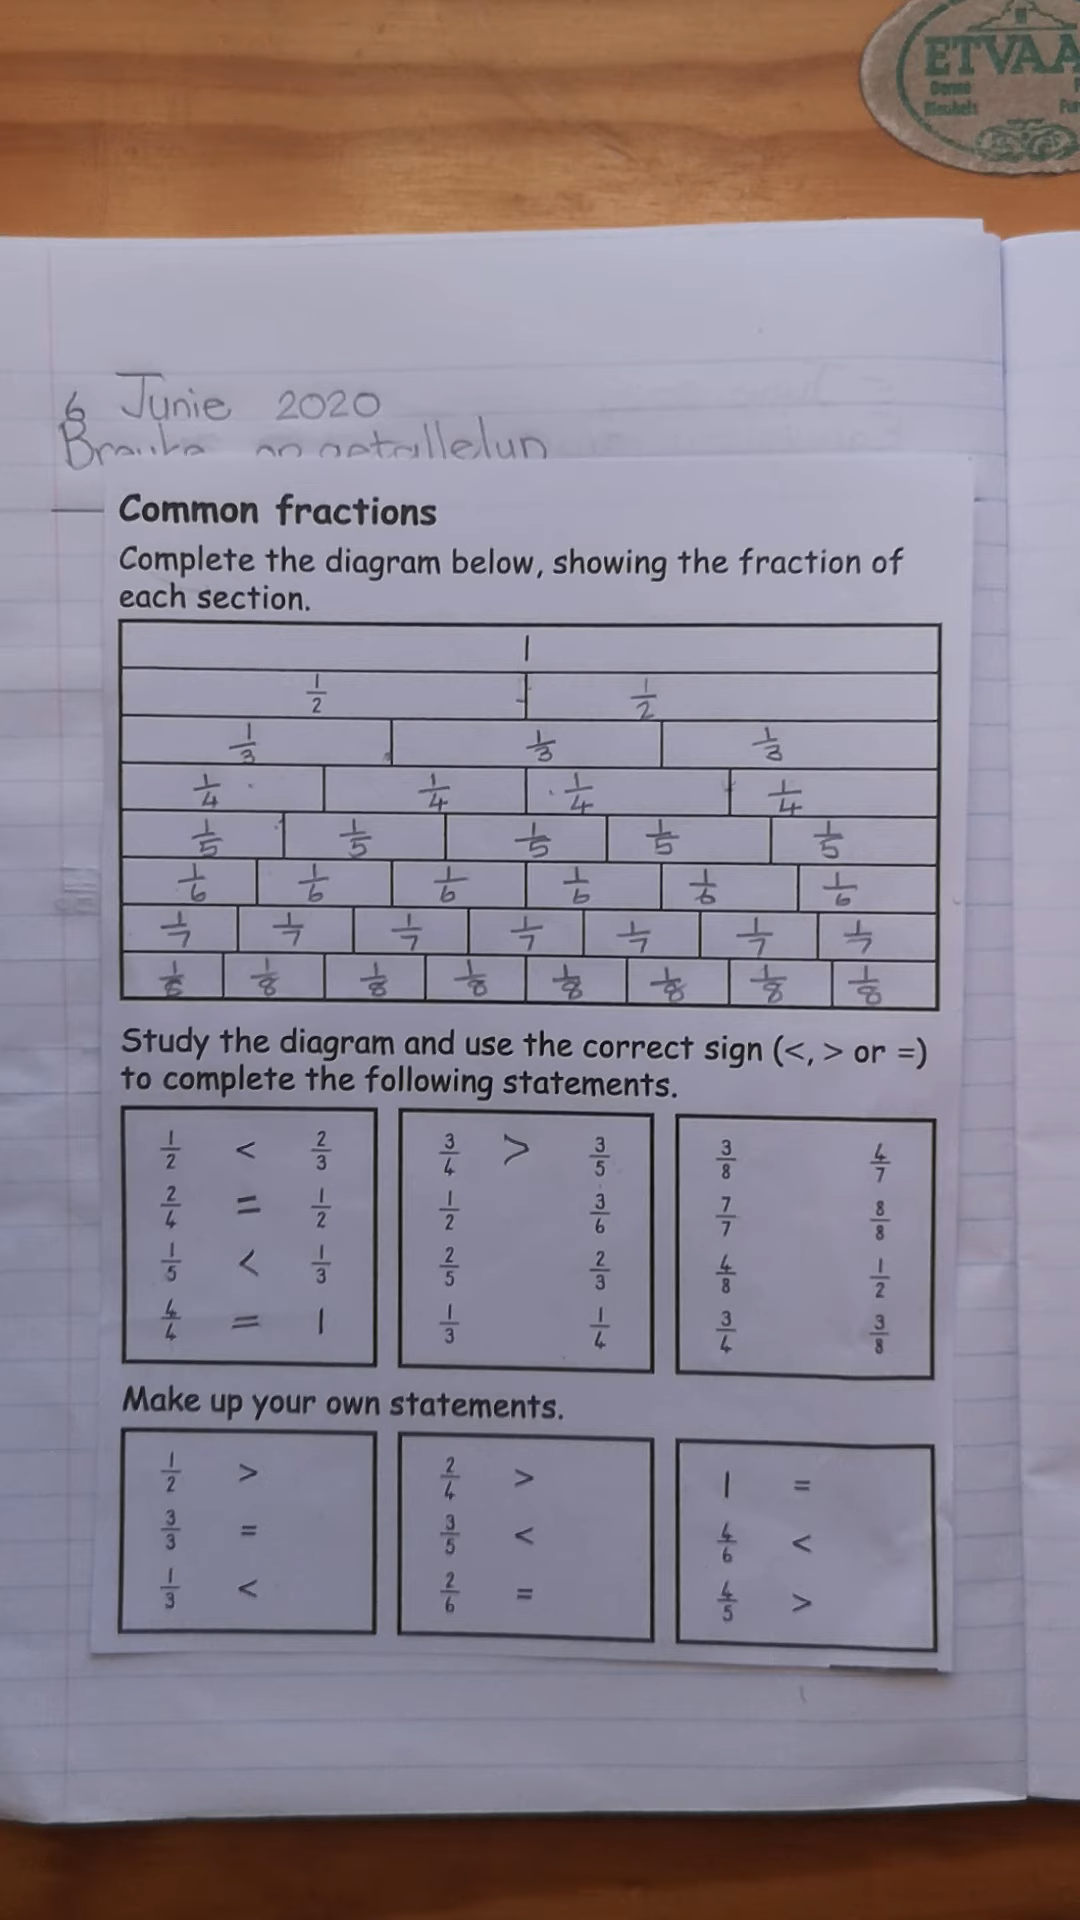 ETVAA
6 Junie 2020
Common fractions
Complete the diagram below, showing the fraction of
each section.
1
1/2 1/2
1/3 1/3 1/3
1/4 1/4 1/4 1/4
1/5 1/5 1/5 1/5 1/5
1/6 1/6 1/6 1/6 1/6 1/6
1/7 1/7 1/7 1/7 1/7 1/7 1/7
1/8 1/8 1/8 1/8 1/8 1/8 1/8 1/8
Study the diagram and use the correct sign (<, > or =)
to complete the following statements.
1/2 < 2/3
2/4 = 1/2
1/5 < 1/3
4/4 = 1
3/4 > 3/5
1/2 3/6
2/5 2/3
1/3 1/4
3/8 4/7
7/7 8/8
4/8 1/2
3/4 3/8
Make up your own statements.
1/2 >
3/3 =
1/3 <
2/4 >
3/5 <
2/6 =
1 =
4/6 <
4/5 >